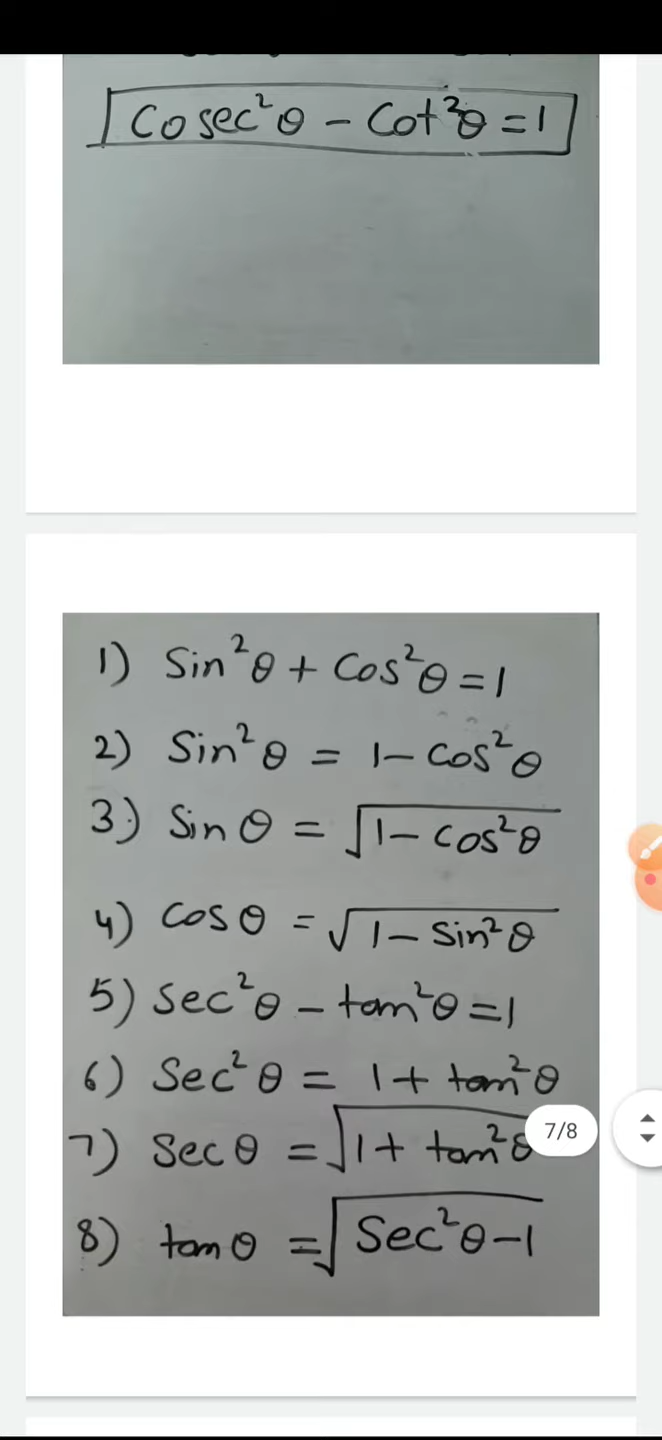 Cosec²θ - Cot²θ = 1
1) Sin²θ + Cos²θ = 1
2) Sin²θ = 1 - Cos²θ
3) Sin θ = √1 - Cos²θ
4) Cos θ = √1 - Sin²θ
5) Sec²θ - tan²θ = 1
6) Sec²θ = 1 + tan²θ
7) Sec θ = √1 + tan²θ
7/8
8) tan θ = √Sec²θ - 1